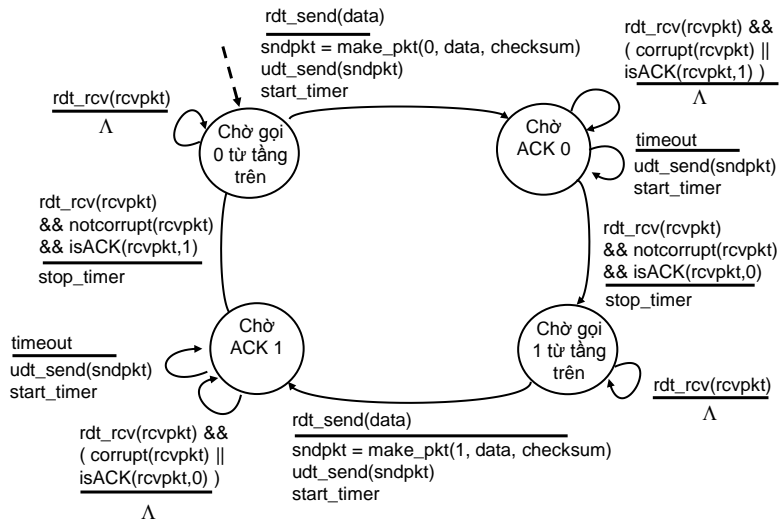 rdt_send(data)
sndpkt = make_pkt(0, data, checksum)
udt_send(sndpkt)
start_timer
rdt_rcv(rcvpkt) &&
( corrupt(rcvpkt) ||
isACK(rcvpkt,1) )
Λ
rdt_rcv(rcvpkt)
Λ
Chờ gọi
0 từ tầng
trên
Chờ
ACK 0
timeout
udt_send(sndpkt)
start_timer
rdt_rcv(rcvpkt)
&& notcorrupt(rcvpkt)
&& isACK(rcvpkt,1)
stop_timer
rdt_rcv(rcvpkt)
&& notcorrupt(rcvpkt)
&& isACK(rcvpkt,0)
stop_timer
Chờ
ACK 1
Chờ gọi
1 từ tầng
trên
timeout
udt_send(sndpkt)
start_timer
rdt_rcv(rcvpkt)
Λ
rdt_send(data)
sndpkt = make_pkt(1, data, checksum)
udt_send(sndpkt)
start_timer
rdt_rcv(rcvpkt) &&
( corrupt(rcvpkt) ||
isACK(rcvpkt,0) )
Λ